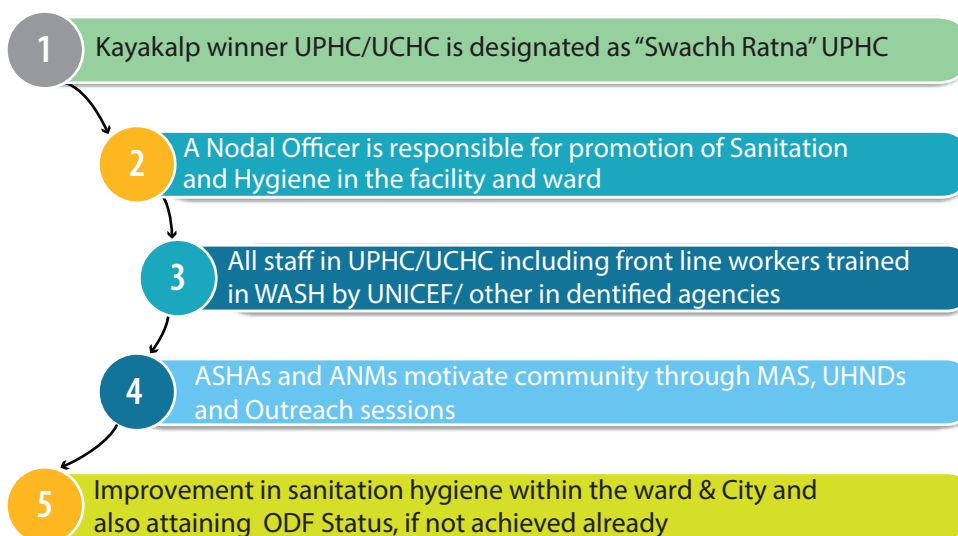 1
Kayakalp winner UPHC/UCHC is designated as “Swachh Ratna” UPHC
2
A Nodal Officer is responsible for promotion of Sanitation
and Hygiene in the facility and ward
3
All staff in UPHC/UCHC including front line workers trained
in WASH by UNICEF/ other in dentified agencies
4
ASHAs and ANMs motivate community through MAS, UHNDs
and Outreach sessions
5
Improvement in sanitation hygiene within the ward & City and
also attaining ODF Status, if not achieved already